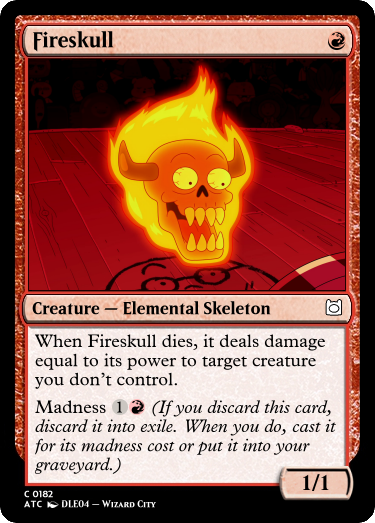 Fireskull
Creature — Elemental Skeleton
When Fireskull dies, it deals damage
equal to its power to target creature
you don't control.
Madness 1 (If you discard this card,
discard it into exile. When you do, cast it
for its madness cost or put it into your
graveyard.)
1/1
C 0182
ATC DLE04 — Wizard City